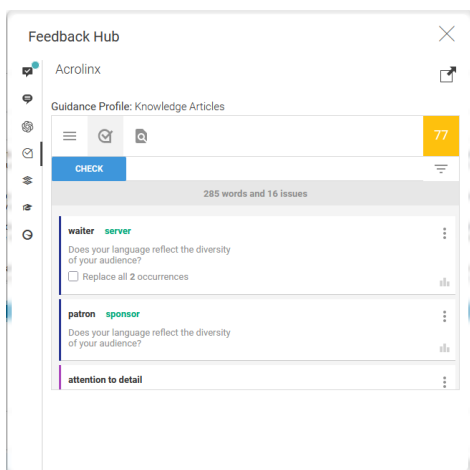 Feedback Hub
Acrolinx
Guidance Profile: Knowledge Articles
77
CHECK
285 words and 16 issues
waiter server
Does your language reflect the diversity
of your audience?
Replace all 2 occurrences
patron sponsor
Does your language reflect the diversity
of your audience?
attention to detail